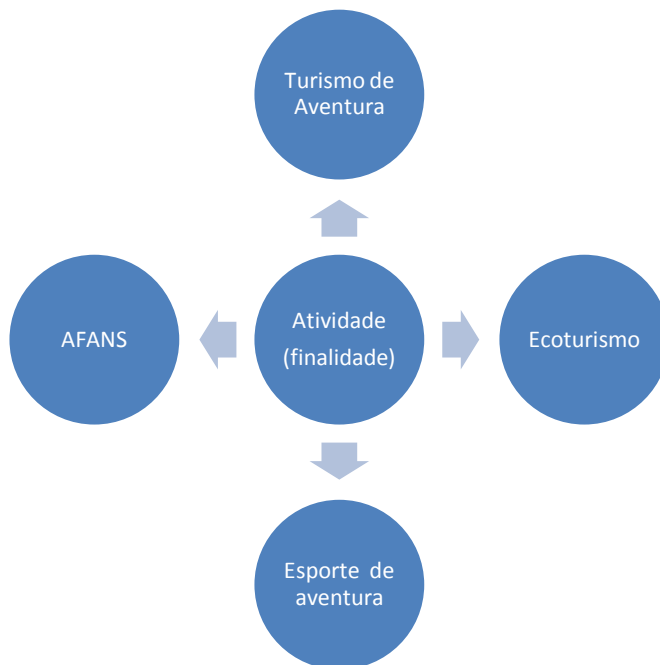 Turismo de
Aventura
AFANS
Atividade
(finalidade)
Ecoturismo
Esporte de
aventura